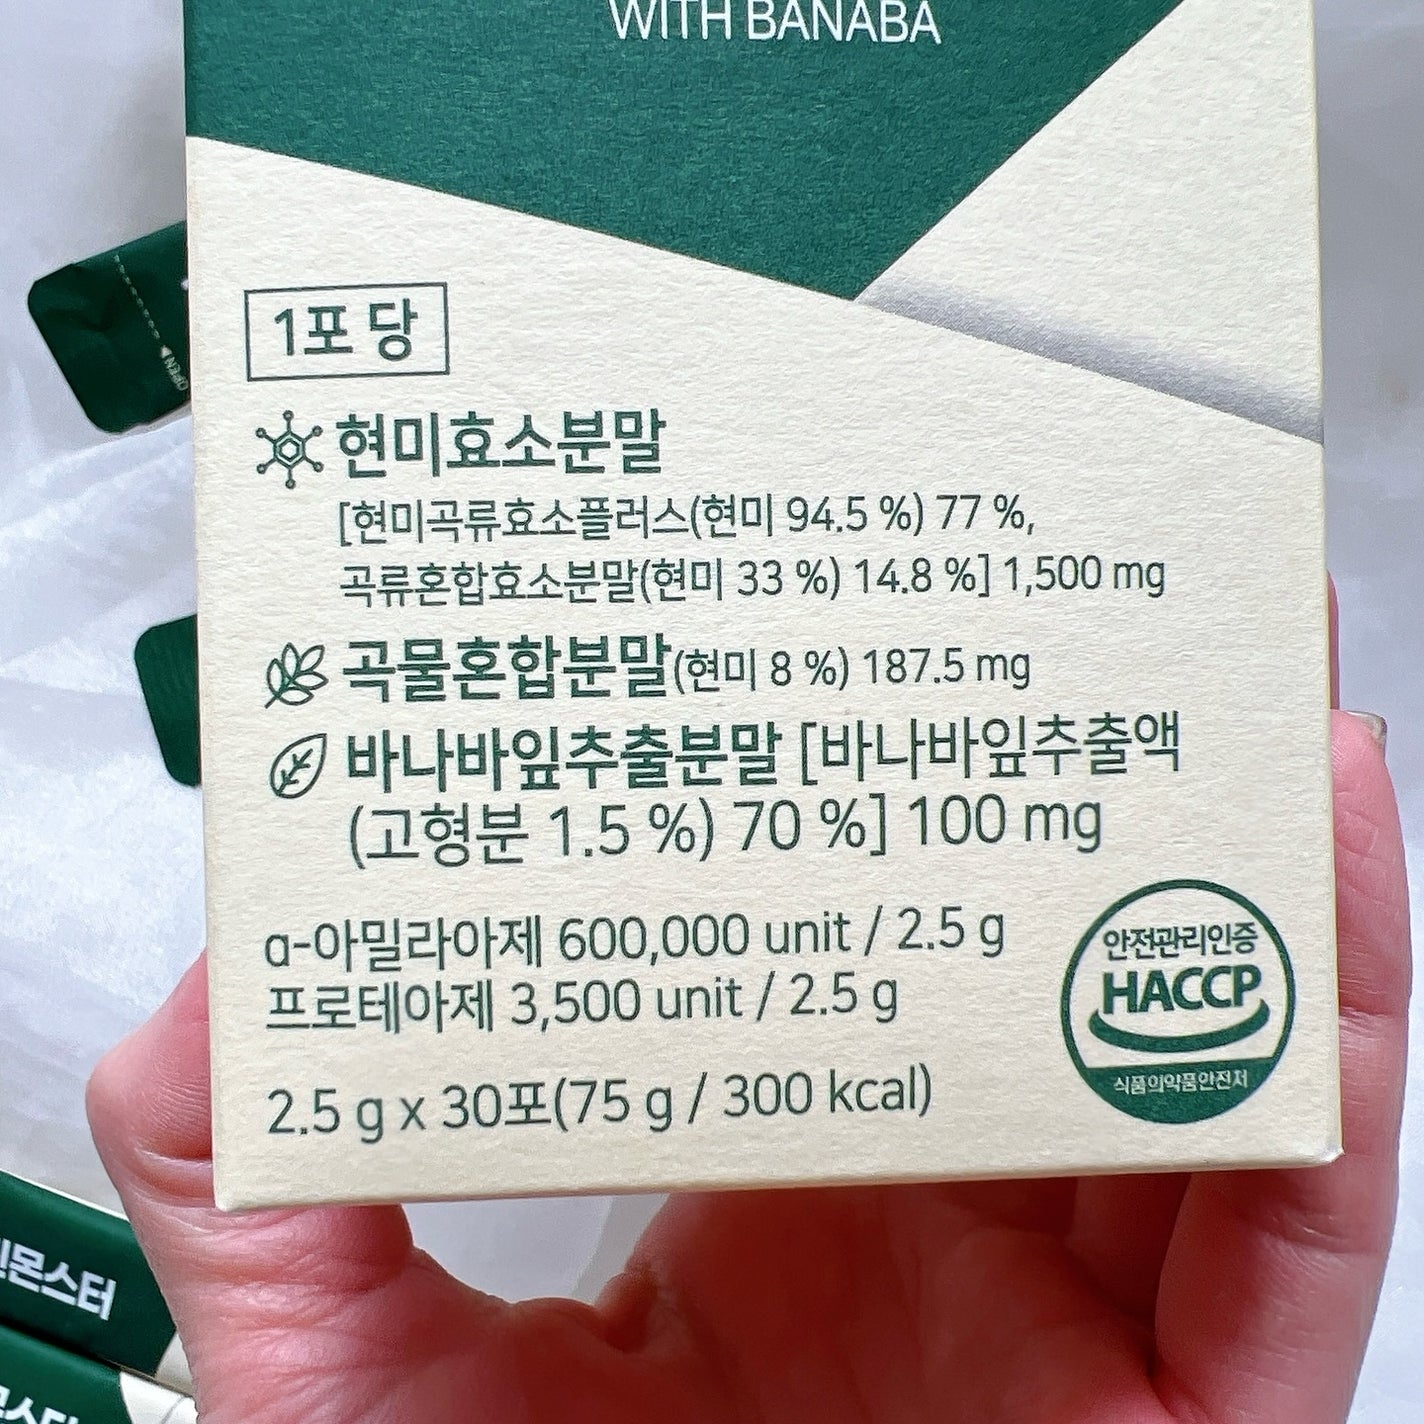 WITH BANABA
1포 당
현미효소분말
[현미곡류효소플러스(현미 94.5 %) 77 %,
곡류혼합효소분말(현미 33 %) 14.8 %] 1,500 mg
곡물혼합분말(현미 8 %) 187.5 mg
바나바잎추출분말 [바나바잎추출액
(고형분 1.5 %) 70 %] 100 mg
α-아밀라아제 600,000 unit / 2.5 g
프로테아제 3,500 unit / 2.5 g
2.5 g x 30포(75 g / 300 kcal)
안전관리인증
HACCP
식품의약품안전처
OPEN
몬스터